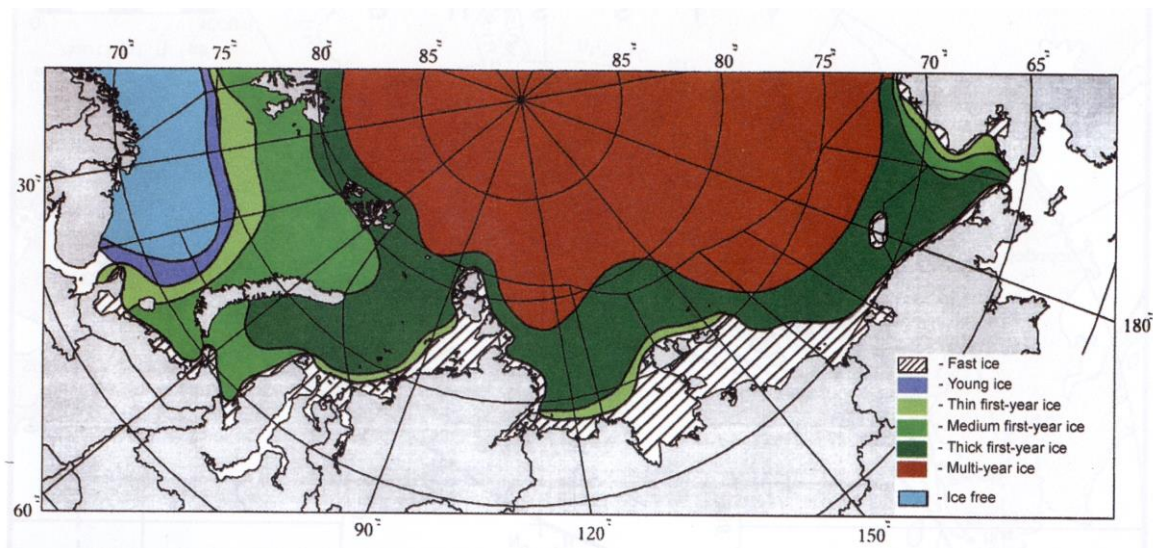 70̄ 75̄ 80̄ 85̄ 85̄ 80̄ 75̄ 70̄ 65̄
30̄
180̄
- Fast ice
- Young ice
- Thin first-year ice
- Medium first-year ice
- Thick first-year ice
- Multi-year ice
- Ice free
60̄
90̄ 120̄ 150̄